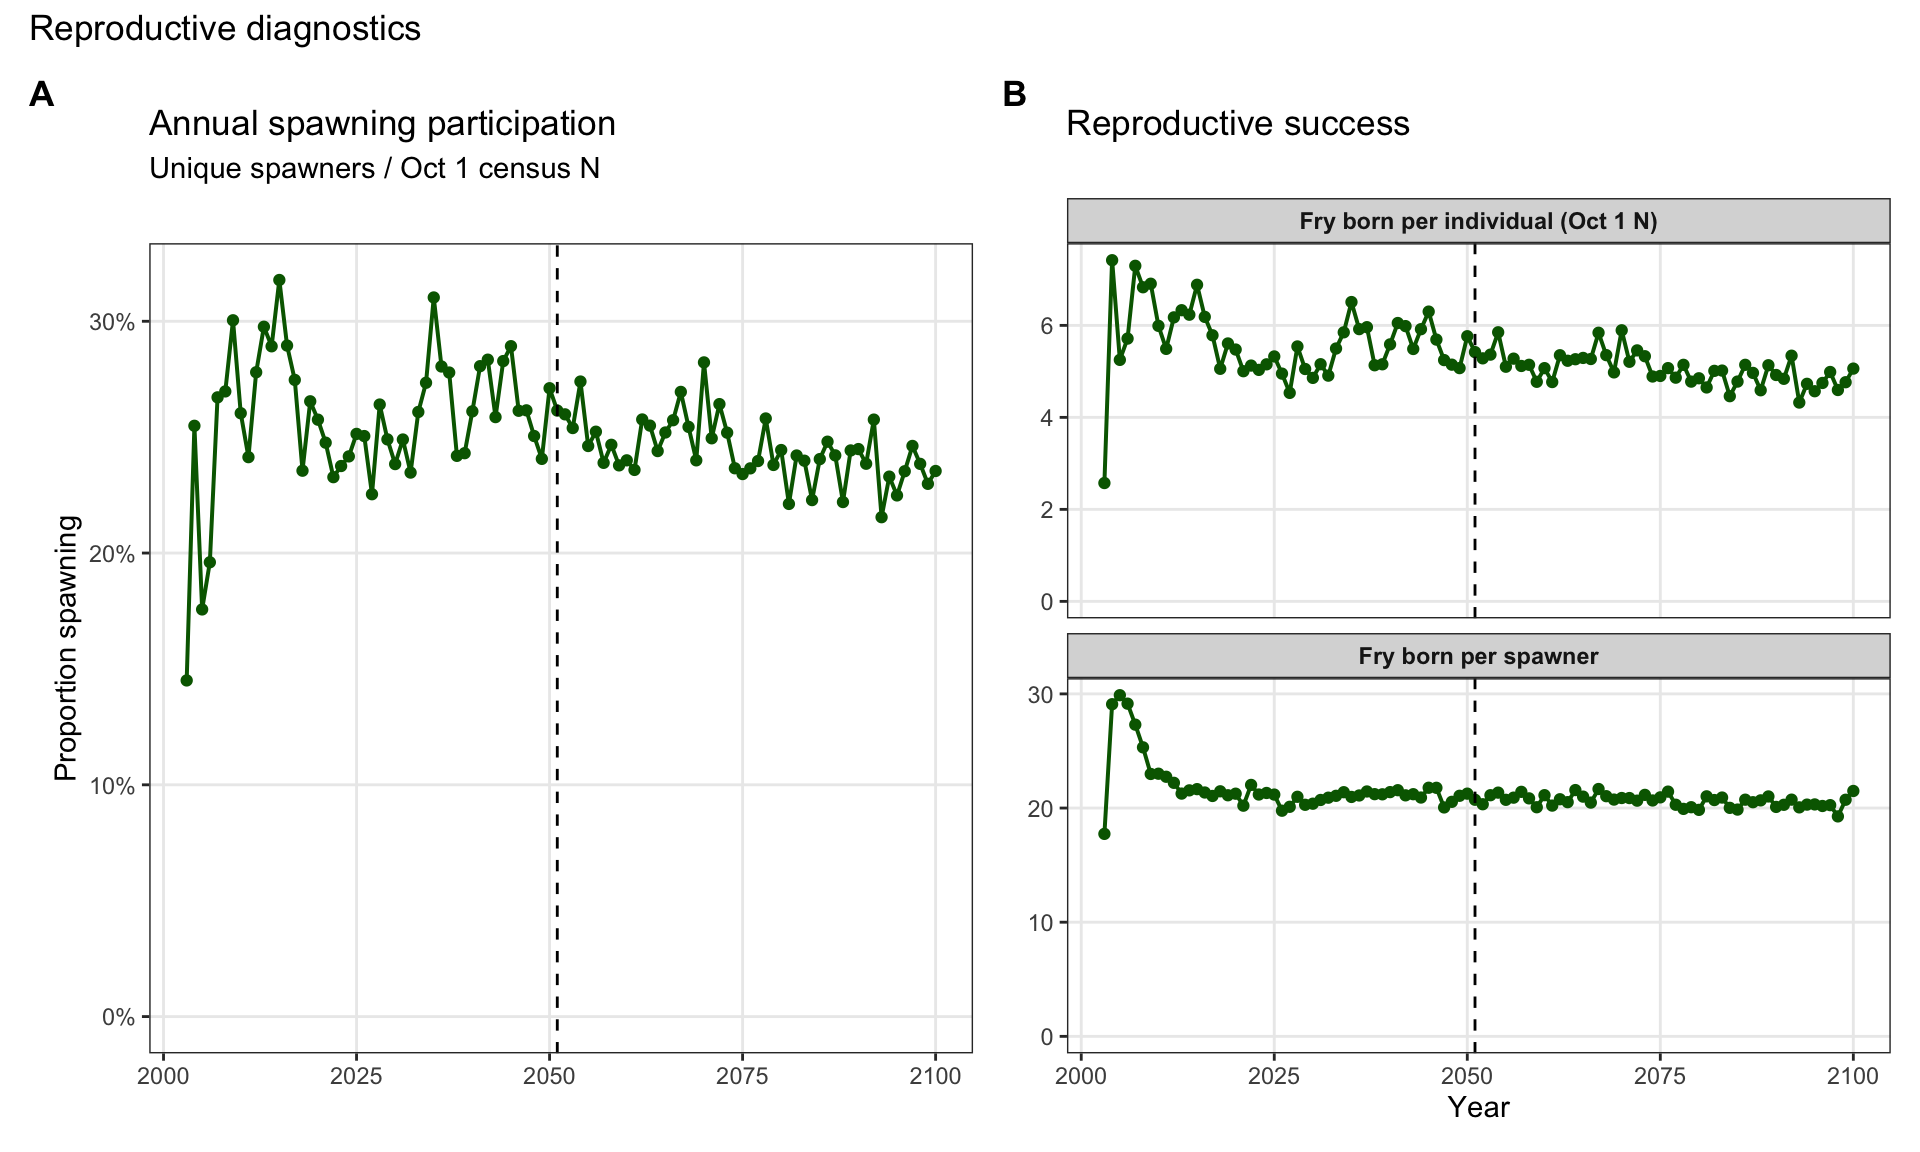 Reproductive diagnostics
A
Annual spawning participation
Unique spawners / Oct 1 census N
Proportion spawning
30%
20%
10%
0%
2000 2025 2050 2075 2100
B
Reproductive success
Fry born per individual (Oct 1 N)
6
4
2
0
Fry born per spawner
30
20
10
0
2000 2025 2050 2075 2100
Year